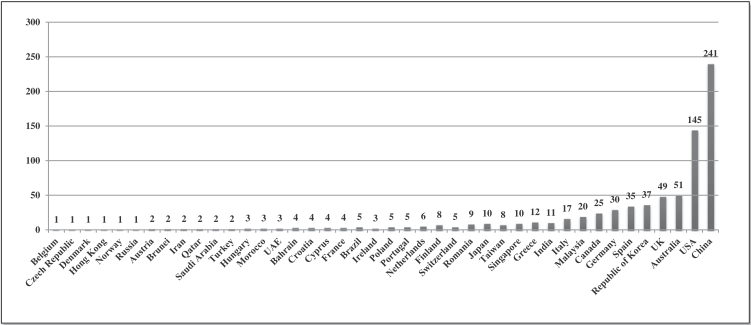 300
250
200
150
100
50
0
1 1 1 1 1 1 2 2 2 2 2 2 3 3 3 4 4 4 4 5 3 5 5 6 8 5 9 10 8 10 12 11 17 20 25 30 35 37 49 51 145 241
Belgium
Czech Republic
Denmark
Hong Kong
Norway
Russia
Austria
Brunei
Iran
Qatar
Saudi Arabia
Turkey
Hungary
Morocco
UAE
Bahrain
Croatia
Cyprus
France
Brazil
Ireland
Poland
Portugal
Netherlands
Finland
Switzerland
Romania
Japan
Taiwan
Singapore
Greece
India
Italy
Malaysia
Canada
Germany
Spain
Republic of Korea
UK
Australia
USA
China